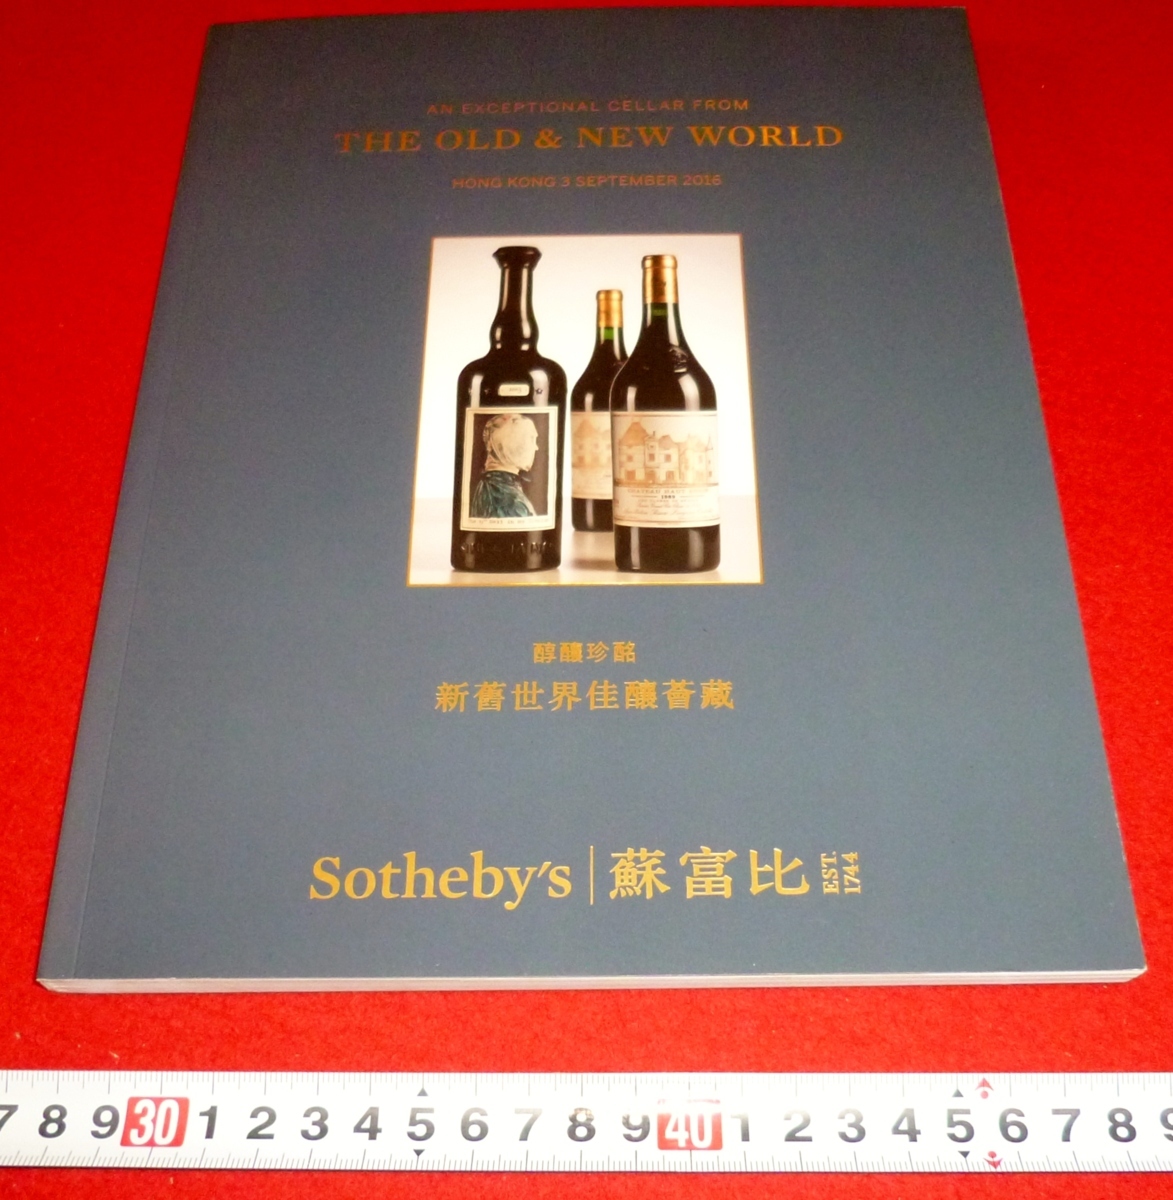 AN EXCEPTIONAL CELLAR FROM
THE OLD & NEW WORLD
HONG KONG 3 SEPTEMBER 2016
1989
醇釀珍酩
新舊世界佳釀薈藏
Sotheby's 蘇富比 EST. 1744
7 8 9 30 1 2 3 4 5 6 7 8 9 40 1 2 3 4 5 6 7 8 9